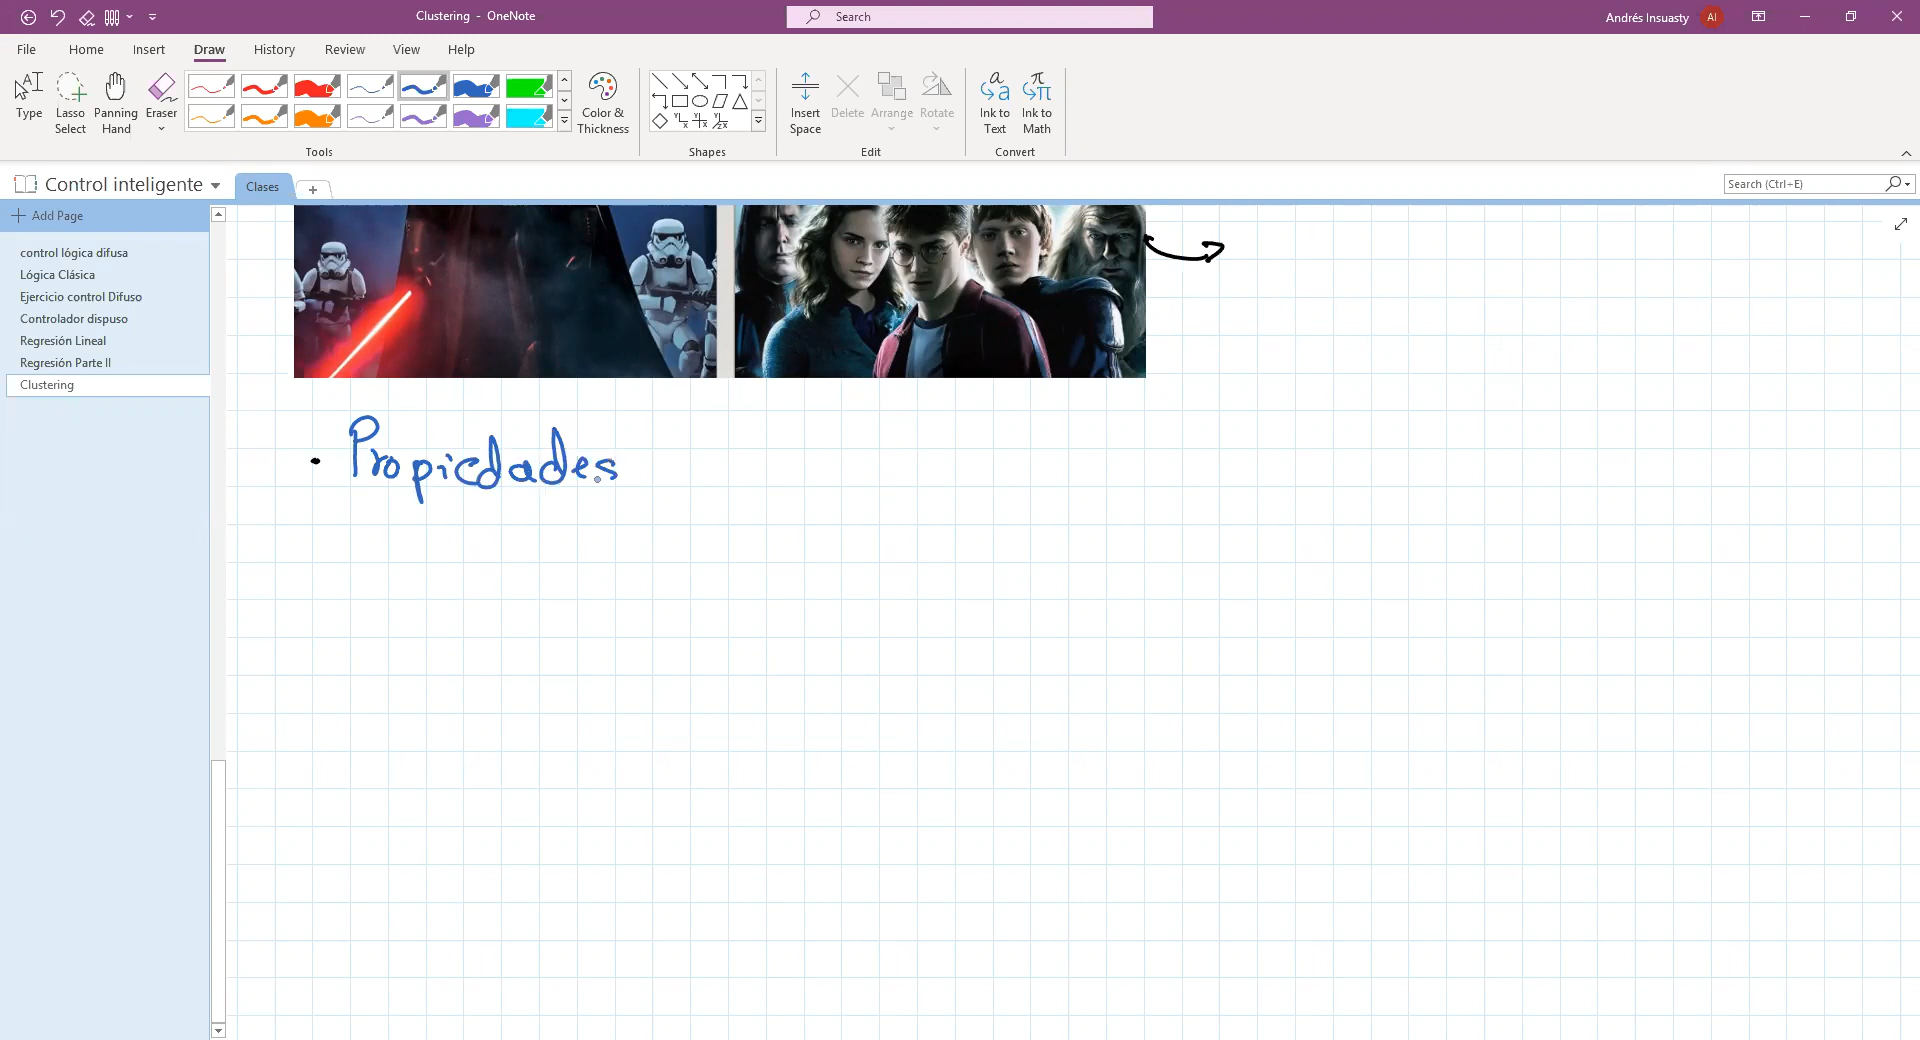 Clustering - OneNote
Search
Andrés Insuasty
AI
File Home Insert Draw History Review View Help
Type
Lasso Select
Panning Hand
Eraser
Color & Thickness
Insert Space
Delete
Arrange
Rotate
a
a
Ink to Text
π
π
Ink to Math
Tools
Shapes
Edit
Convert
Control inteligente
Clases
Search (Ctrl+E)
Add Page
control lógica difusa
Lógica Clásica
Ejercicio control Difuso
Controlador dispuso
Regresión Lineal
Regresión Parte II
Clustering
• Propiedades